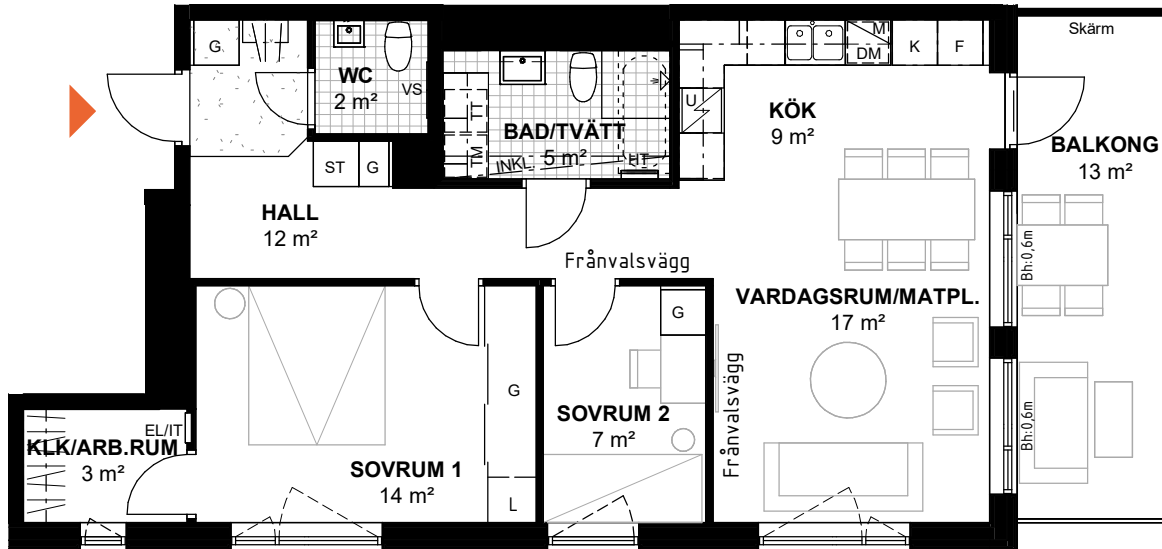 Skärm
G
WC
2 m²
VS
M
DM
K
F
KÖK
9 m²
U
TT
TM
BAD/TVÄTT
5 m²
INKL.
HT
BALKONG
13 m²
ST
G
HALL
12 m²
Frånvalsvägg
Bh:0,6m
VARDAGSRUM/MATPL.
17 m²
G
G
Frånvalsvägg
SOVRUM 2
7 m²
Bh:0,6m
EL/IT
KLK/ARB.RUM
3 m²
SOVRUM 1
14 m²
L